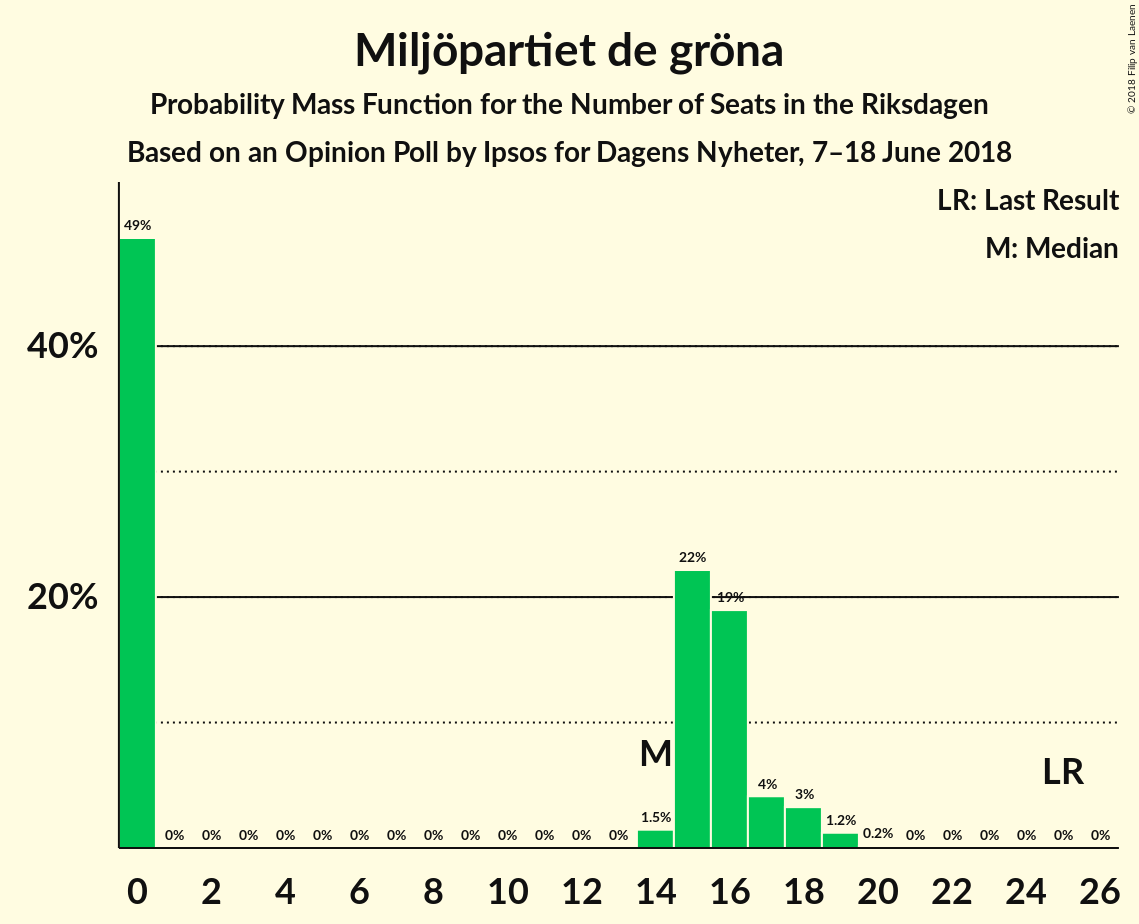 Miljöpartiet de gröna
Probability Mass Function for the Number of Seats in the Riksdagen
Based on an Opinion Poll by Ipsos for Dagens Nyheter, 7–18 June 2018
© 2018 Filip van Laenen
LR: Last Result
M: Median
49%
40%
22%
20%
19%
M
LR
4%
3%
1.5%
1.2%
0% 0% 0% 0% 0% 0% 0% 0% 0% 0% 0% 0% 0% 0.2% 0% 0% 0% 0% 0% 0%
0 2 4 6 8 10 12 14 16 18 20 22 24 26